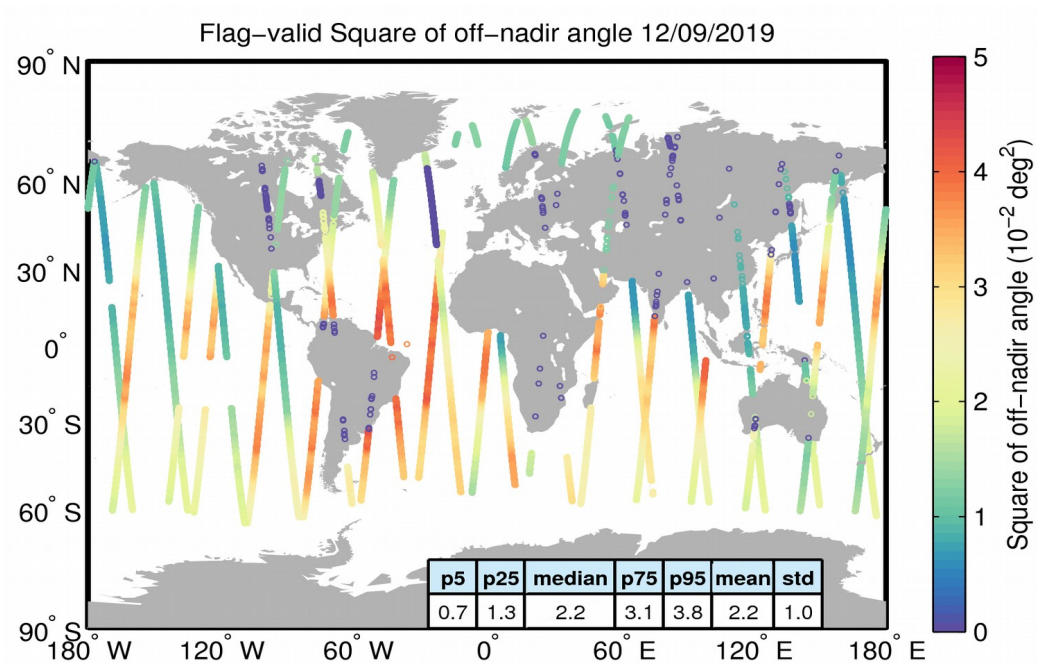 Flag−valid Square of off−nadir angle 12/09/2019
90° N
60° N
30° N
0°
30° S
60° S
90° S
180° W
120° W
60° W
0°
60° E
120° E
180° E
p5 p25 median p75 p95 mean std
0.7 1.3 2.2 3.1 3.8 2.2 1.0
5
4
3
2
1
0
Square of off−nadir angle (10⁻² deg²)